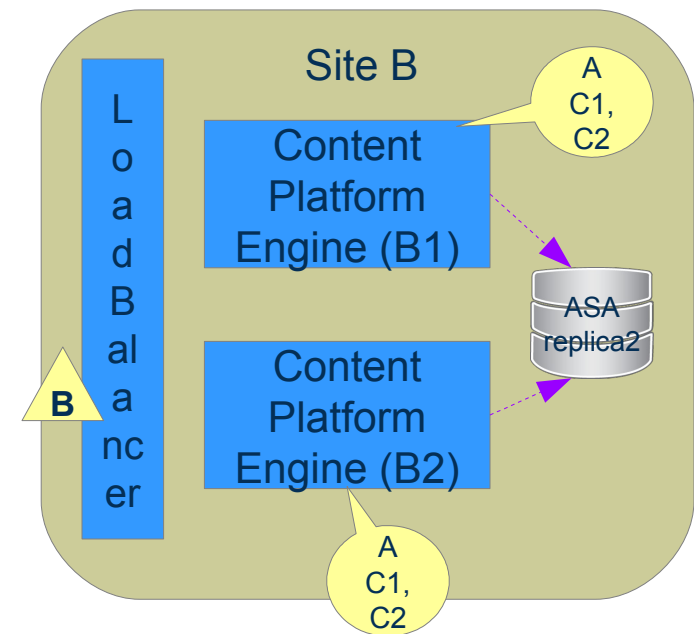 Site B
L
o
a
d
B
al
a
nc
er
B
Content
Platform
Engine (B1)
A
C1,
C2
ASA
replica2
Content
Platform
Engine (B2)
A
C1,
C2